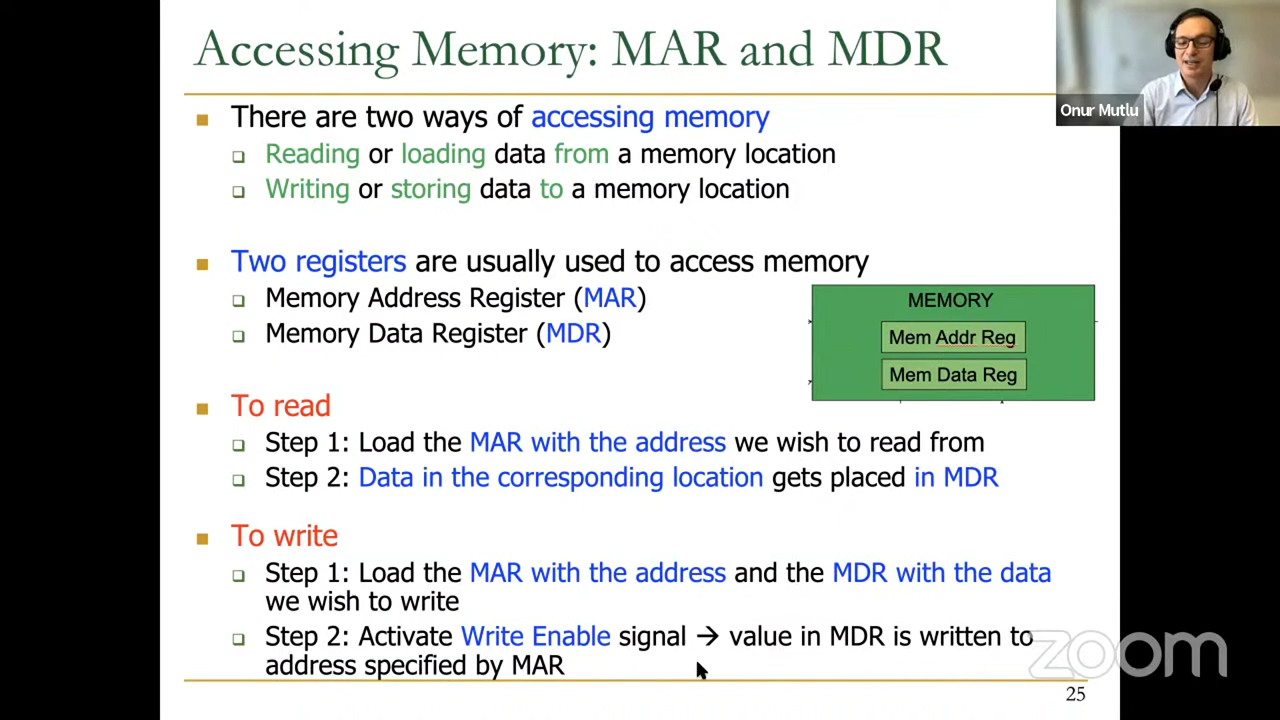 Accessing Memory: MAR and MDR
Onur Mutlu
There are two ways of accessing memory
Reading or loading data from a memory location
Writing or storing data to a memory location
Two registers are usually used to access memory
Memory Address Register (MAR)
Memory Data Register (MDR)
MEMORY
Mem Addr Reg
Mem Data Reg
To read
Step 1: Load the MAR with the address we wish to read from
Step 2: Data in the corresponding location gets placed in MDR
To write
Step 1: Load the MAR with the address and the MDR with the data
we wish to write
Step 2: Activate Write Enable signal → value in MDR is written to
address specified by MAR
zoom
25